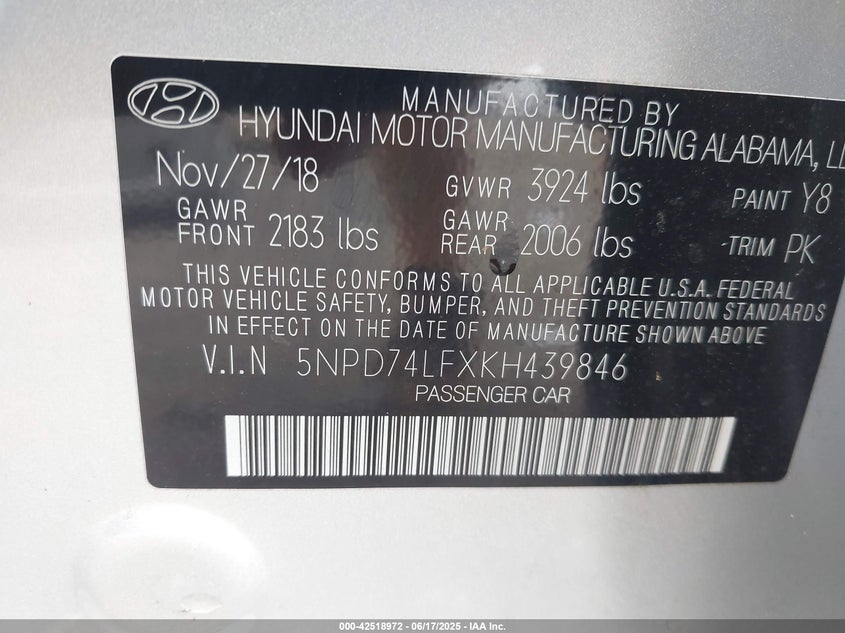 MANUFACTURED BY
HYUNDAI MOTOR MANUFACTURING ALABAMA,
Nov/27/18 GVWR 3924 lbs PAINT Y8
GAWR FRONT 2183 lbs GAWR REAR 2006 lbs TRIM PK
THIS VEHICLE CONFORMS TO ALL APPLICABLE U.S.A. FEDERAL
MOTOR VEHICLE SAFETY, BUMPER, AND THEFT PREVENTION STANDARDS
IN EFFECT ON THE DATE OF MANUFACTURE SHOWN ABOVE
V.I.N 5NPD74LFXKH439846
PASSENGER CAR
000-42518972 — 06/17/2025 — IAA Inc.